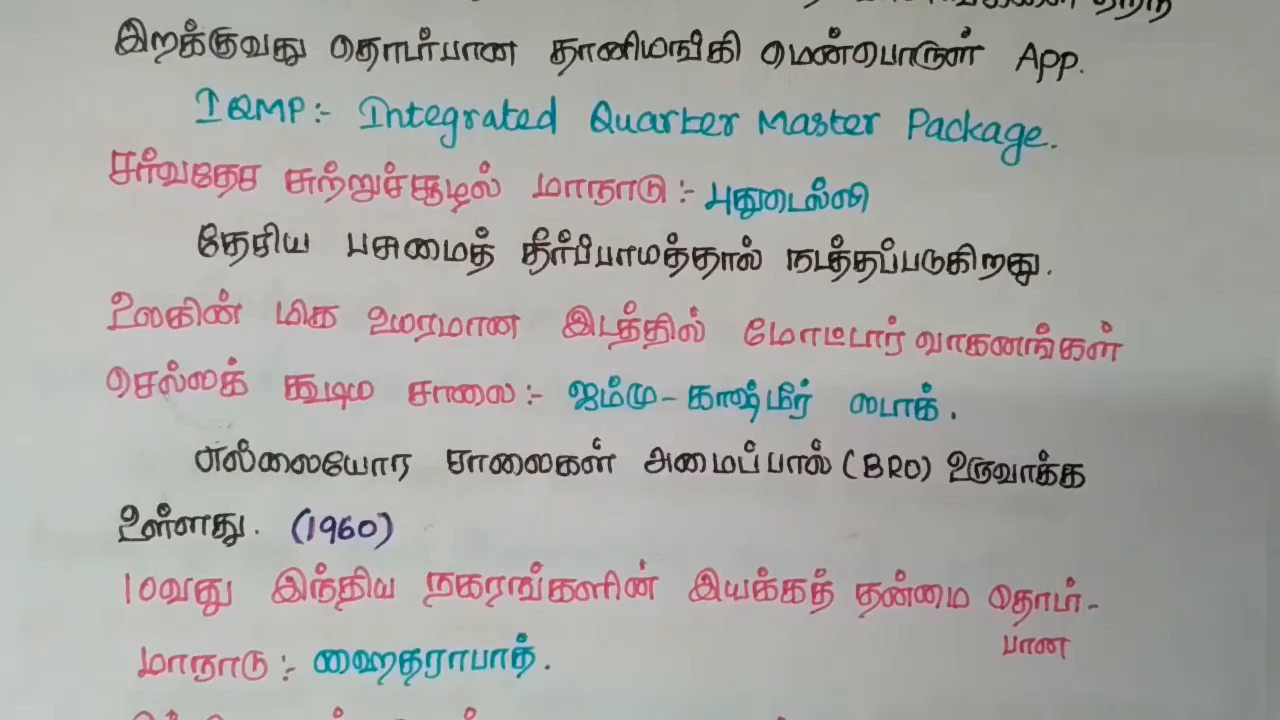 இறக்குவது தொடர்பான தானியங்கி மென்பொருள் App.
IQMP:- Integrated Quarter Master Package.
சர்வதேச சுற்றுச்சூழல் மாநாடு:- புதுடெல்லி
தேசிய பசுமைத் தீர்ப்பாயத்தால் நடத்தப்படுகிறது.
உலகின் மிக உயரமான இடத்தில் மோட்டார் வாகனங்கள்
செல்லக் கூடிய சாலை:- ஜம்மு-காஷ்மீர் லடாக்.
எல்லையோர சாலைகள் அமைப்பால் (BRO) உருவாக்க
உள்ளது. (1960)
10வது இந்திய நகரங்களின் இயக்கத் தன்மை தொடர்-
பான
மாநாடு:- ஹைதராபாத்.